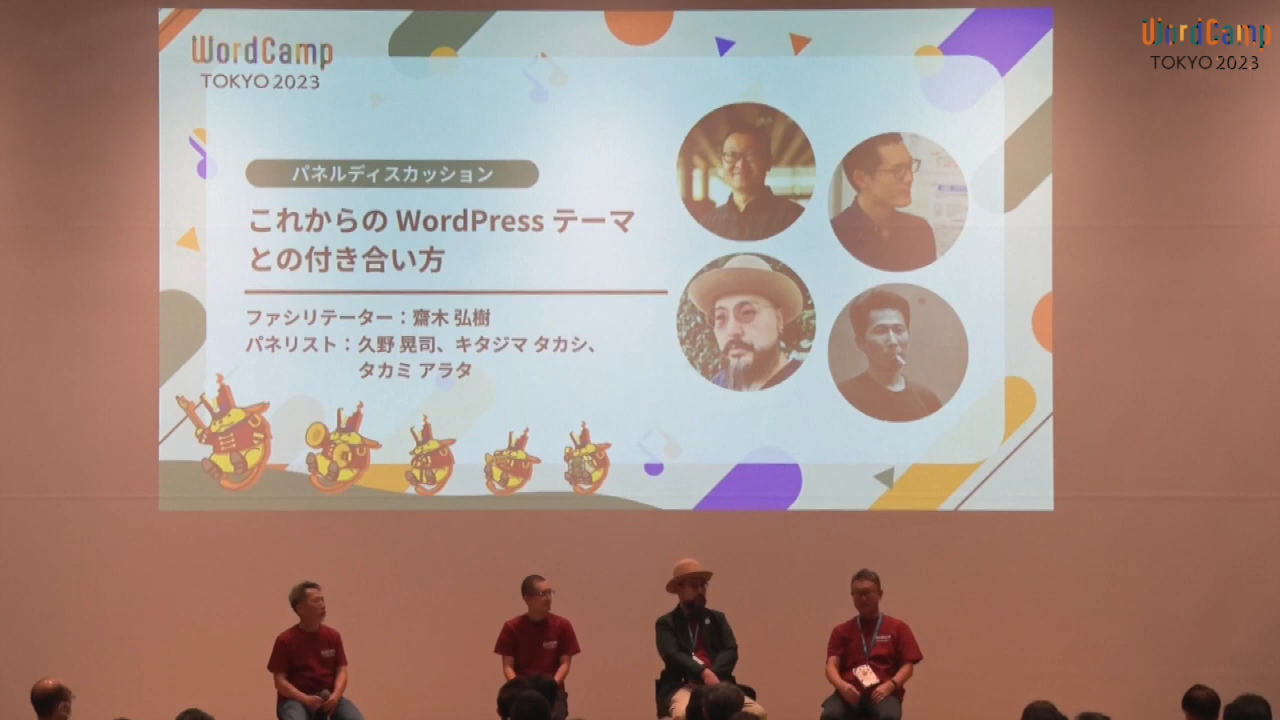 WordCamp
TOKYO 2023
WordCamp
TOKYO 2023
パネルディスカッション
これからの WordPress テーマ
との付き合い方
ファシリテーター：齋木 弘樹
パネリスト：久野 晃司、キタジマ タカシ、
タカミ アラタ